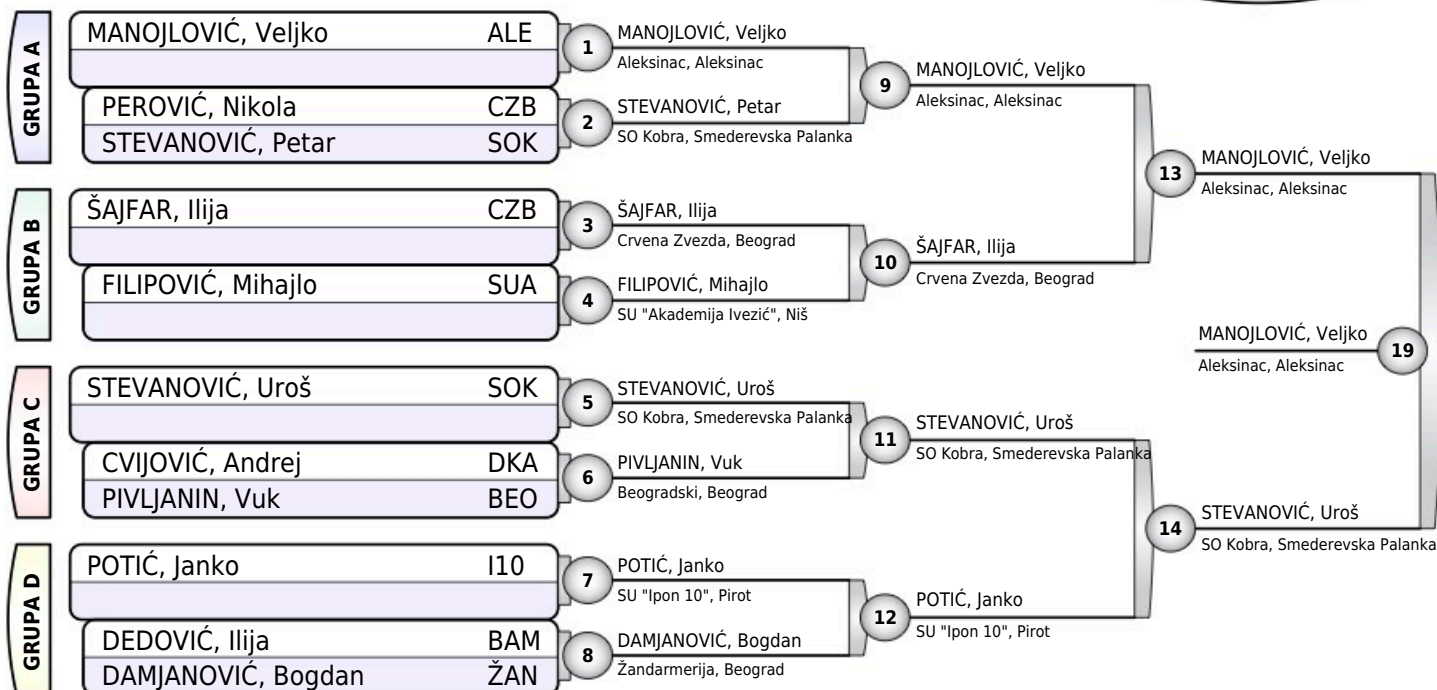 GRUPA A
MANOJLOVIĆ, Veljko ALE
PEROVIĆ, Nikola CZB
STEVANOVIĆ, Petar SOK
GRUPA B
ŠAJFAR, Ilija CZB
FILIPOVIĆ, Mihajlo SUA
GRUPA C
STEVANOVIĆ, Uroš SOK
CVIJOVIĆ, Andrej DKA
PIVLJANIN, Vuk BEO
GRUPA D
POTIĆ, Janko I10
DEDOVIĆ, Ilija BAM
DAMJANOVIĆ, Bogdan ŽAN
1
MANOJLOVIĆ, Veljko
Aleksinac, Aleksinac
2
STEVANOVIĆ, Petar
SO Kobra, Smederevska Palanka
3
ŠAJFAR, Ilija
Crvena Zvezda, Beograd
4
FILIPOVIĆ, Mihajlo
SU "Akademija Ivezić", Niš
5
STEVANOVIĆ, Uroš
SO Kobra, Smederevska Palanka
6
PIVLJANIN, Vuk
Beogradski, Beograd
7
POTIĆ, Janko
SU "Ipon 10", Pirot
8
DAMJANOVIĆ, Bogdan
Žandarmerija, Beograd
9
MANOJLOVIĆ, Veljko
Aleksinac, Aleksinac
10
ŠAJFAR, Ilija
Crvena Zvezda, Beograd
11
STEVANOVIĆ, Uroš
SO Kobra, Smederevska Palanka
12
POTIĆ, Janko
SU "Ipon 10", Pirot
13
MANOJLOVIĆ, Veljko
Aleksinac, Aleksinac
14
STEVANOVIĆ, Uroš
SO Kobra, Smederevska Palanka
MANOJLOVIĆ, Veljko
Aleksinac, Aleksinac
19